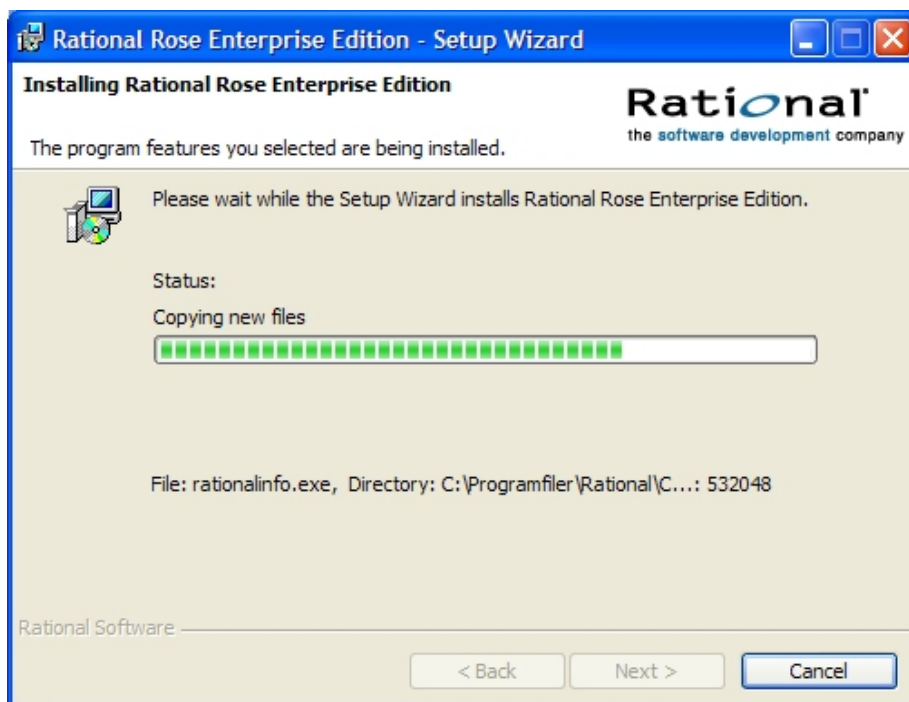 Rational Rose Enterprise Edition - Setup Wizard
Installing Rational Rose Enterprise Edition
Rational
the software development company
The program features you selected are being installed.
Please wait while the Setup Wizard installs Rational Rose Enterprise Edition.
Status:
Copying new files
File: rationalinfo.exe, Directory: C:\Programfiler\Rational\C...: 532048
Rational Software
< Back
Next >
Cancel